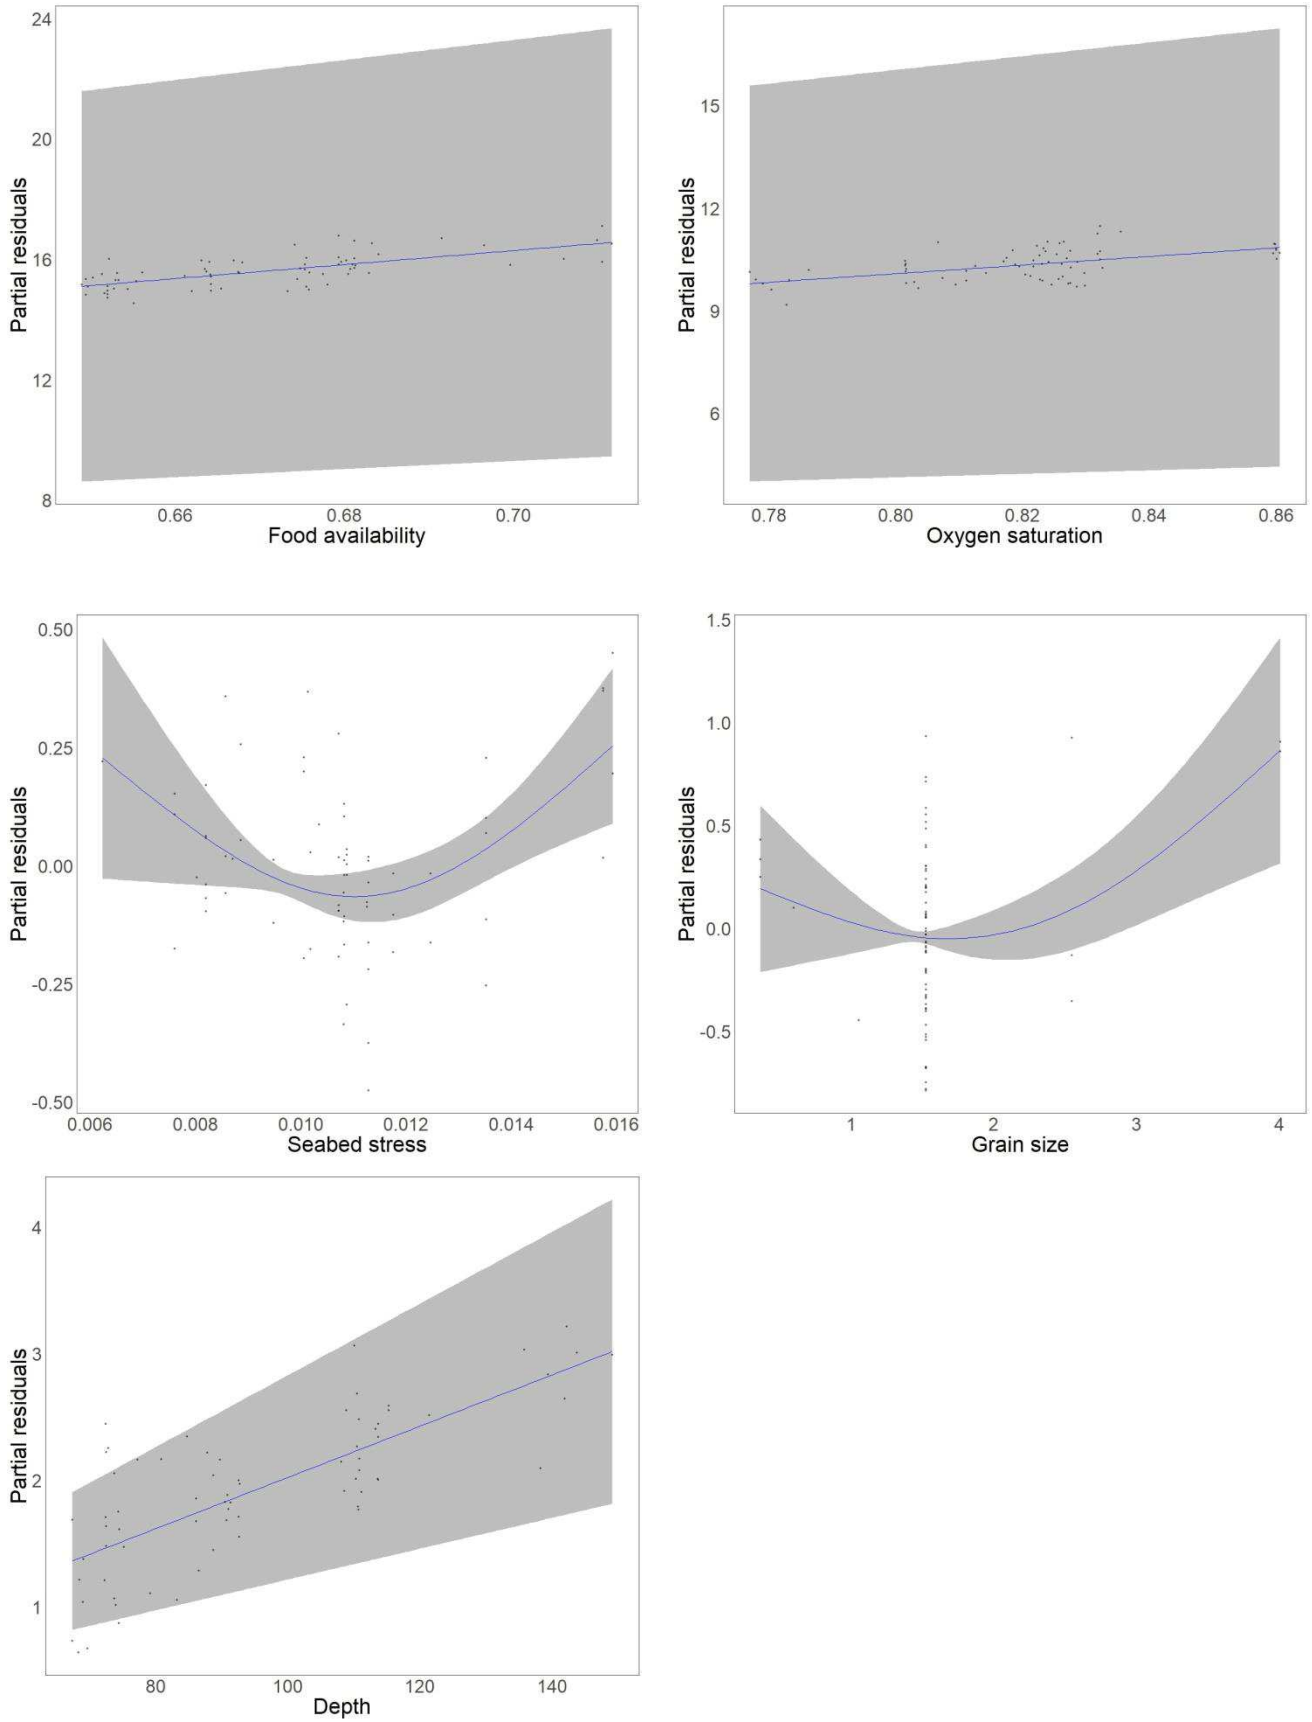 24
20
16
12
8
Partial residuals
0.66 0.68 0.70
Food availability
15
12
9
6
Partial residuals
0.78 0.80 0.82 0.84 0.86
Oxygen saturation
0.50
0.25
0.00
-0.25
-0.50
Partial residuals
0.006 0.008 0.010 0.012 0.014 0.016
Seabed stress
1.5
1.0
0.5
0.0
-0.5
Partial residuals
1 2 3 4
Grain size
4
3
2
1
Partial residuals
80 100 120 140
Depth